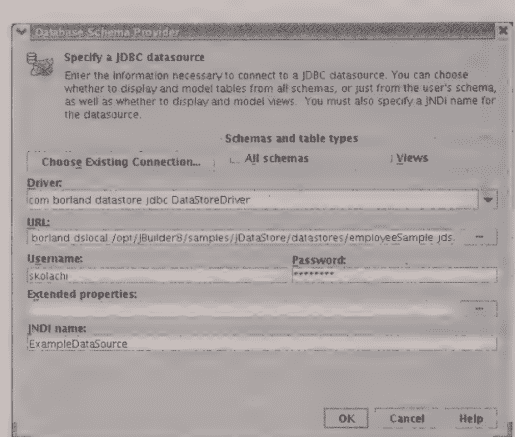 Database Schema Provider
Specify a JDBC datasource
Enter the information necessary to connect to a JDBC datasource. You can choose
whether to display and model tables from all schemas, or just from the user's schema,
as well as whether to display and model views. You must also specify a JNDI name for
the datasource.
Schemas and table types
Choose Existing Connection... All schemas Views
Driver:
com borland datastore jdbc DataStoreDriver
URL:
borland dslocal /opt/JBuilder8/samples/JDataStore/datastores/employeeSample jds ...
Username: Password:
skolachi ********
Extended properties:
...
JNDI name:
ExampleDataSource
OK Cancel Help